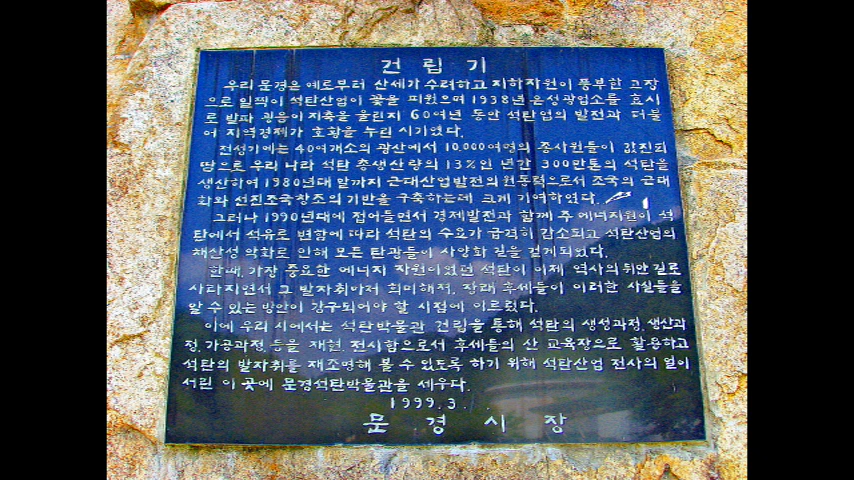 건립기
우리 문경은 예로부터 산세가 수려하고 지하자원이 풍부한 고장
으로 일찍이 석탄산업이 꽃을 피웠으며 1938년 은성광업소를 효시
로 발파 굉음이 지축을 울린지 60여년 동안 석탄업의 발전과 더불
어 지역경제가 호황을 누린 시기였다.
전성기에는 40여개소의 광산에서 10,000여명의 종사원들이 값진피
땀으로 우리 나라 석탄 총생산량의 13%인 년간 300만톤의 석탄을
생산하여 1980년대 말까지 근대산업발전의 원동력으로서 조국의 근대
화와 선진조국창조의 기반을 구축하는데 크게 기여하였다.
그러나 1990년대에 접어들면서 경제발전과 함께 주 에너지원이 석
탄에서 석유로 변함에 따라 석탄의 수요가 급격히 감소되고 석탄산업의
채산성 악화로 인해 모든 탄광들이 사양화 길을 걷게되었다.
한때, 가장 중요한 에너지 자원이었던 석탄이 이제 역사의 뒤안 길로
사라지면서 그 발자취마저 희미해져, 장래 후세들이 이러한 사실들을
알 수 있는 방안이 강구되어야 할 시점에 이르렀다.
이에 우리 시에서는 석탄박물관 건립을 통해 석탄의 생성과정, 생산과
정, 가공과정, 등을 재현, 전시함으로서 후세들의 산 교육장으로 활용하고
석탄의 발자취를 재조명해 볼 수 있도록 하기 위해 석탄산업 전사의 얼이
서린 이 곳에 문경석탄박물관을 세우다.
1999. 3.
문경시장